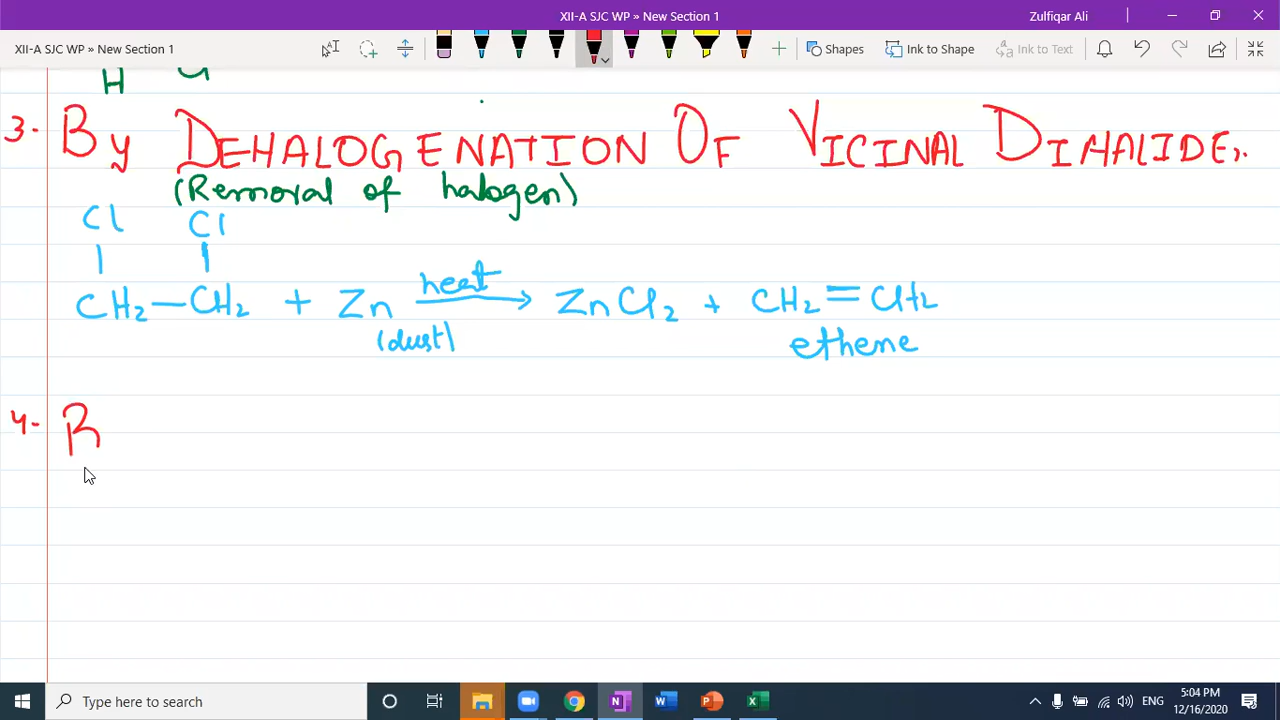 XII-A SJC WP » New Section 1
Zulfiqar Ali
XII-A SJC WP » New Section 1
Shapes
Ink to Shape
Ink to Text
H Cl
3. By DEHALOGENATION OF VICINAL DIHALIDE.
(Removal of halogen)
Cl Cl
CH2—CH2 + Zn heat→ ZnCl2 + CH2=CH2
(dust) ethene
4. R
Type here to search
ENG
5:04 PM
12/16/2020